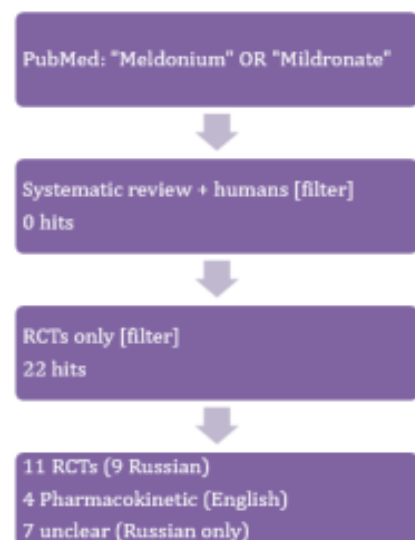 PubMed: "Meldonium" OR "Mildronate"
Systematic review + humans [filter]
0 hits
RCTs only [filter]
22 hits
11 RCTs (9 Russian)
4 Pharmacokinetic (English)
7 unclear (Russian only)